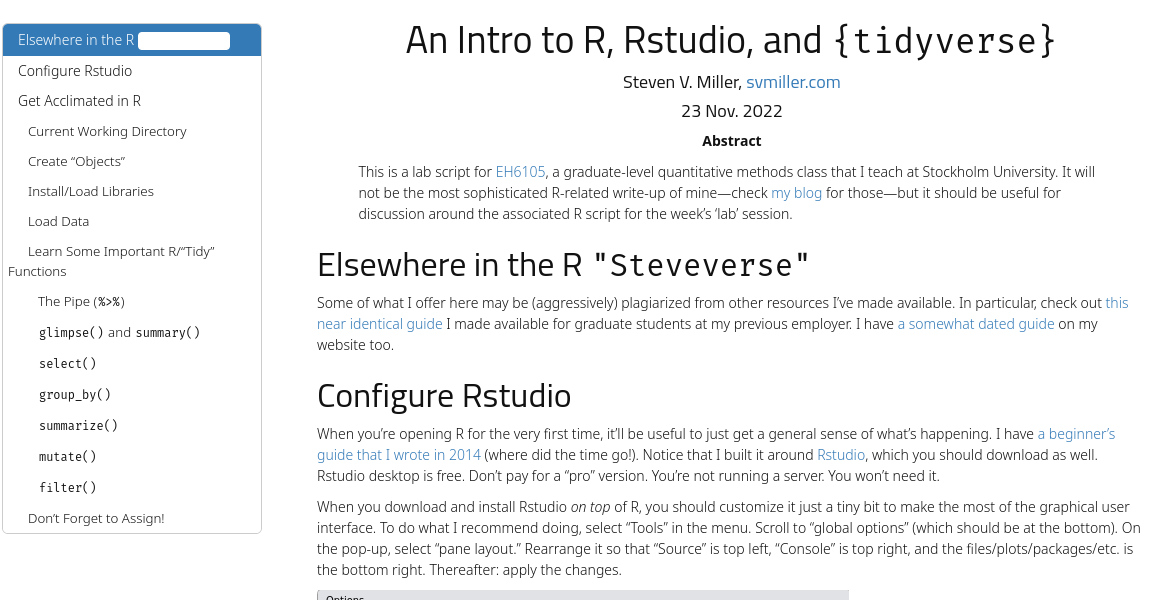 Elsewhere in the R
Configure Rstudio
Get Acclimated in R
Current Working Directory
Create “Objects”
Install/Load Libraries
Load Data
Learn Some Important R/“Tidy”
Functions
The Pipe (%>%)
glimpse() and summary()
select()
group_by()
summarize()
mutate()
filter()
Don’t Forget to Assign!
An Intro to R, Rstudio, and {tidyverse}
Steven V. Miller, svmiller.com
23 Nov. 2022
Abstract
This is a lab script for EH6105, a graduate-level quantitative methods class that I teach at Stockholm University. It will
not be the most sophisticated R-related write-up of mine—check my blog for those—but it should be useful for
discussion around the associated R script for the week’s ‘lab’ session.
Elsewhere in the R "Steveverse"
Some of what I offer here may be (aggressively) plagiarized from other resources I’ve made available. In particular, check out this
near identical guide I made available for graduate students at my previous employer. I have a somewhat dated guide on my
website too.
Configure Rstudio
When you’re opening R for the very first time, it’ll be useful to just get a general sense of what’s happening. I have a beginner’s
guide that I wrote in 2014 (where did the time go!). Notice that I built it around Rstudio, which you should download as well.
Rstudio desktop is free. Don’t pay for a “pro” version. You’re not running a server. You won’t need it.
When you download and install Rstudio on top of R, you should customize it just a tiny bit to make the most of the graphical user
interface. To do what I recommend doing, select “Tools” in the menu. Scroll to “global options” (which should be at the bottom). On
the pop-up, select “pane layout.” Rearrange it so that “Source” is top left, “Console” is top right, and the files/plots/packages/etc. is
the bottom right. Thereafter: apply the changes.
Options